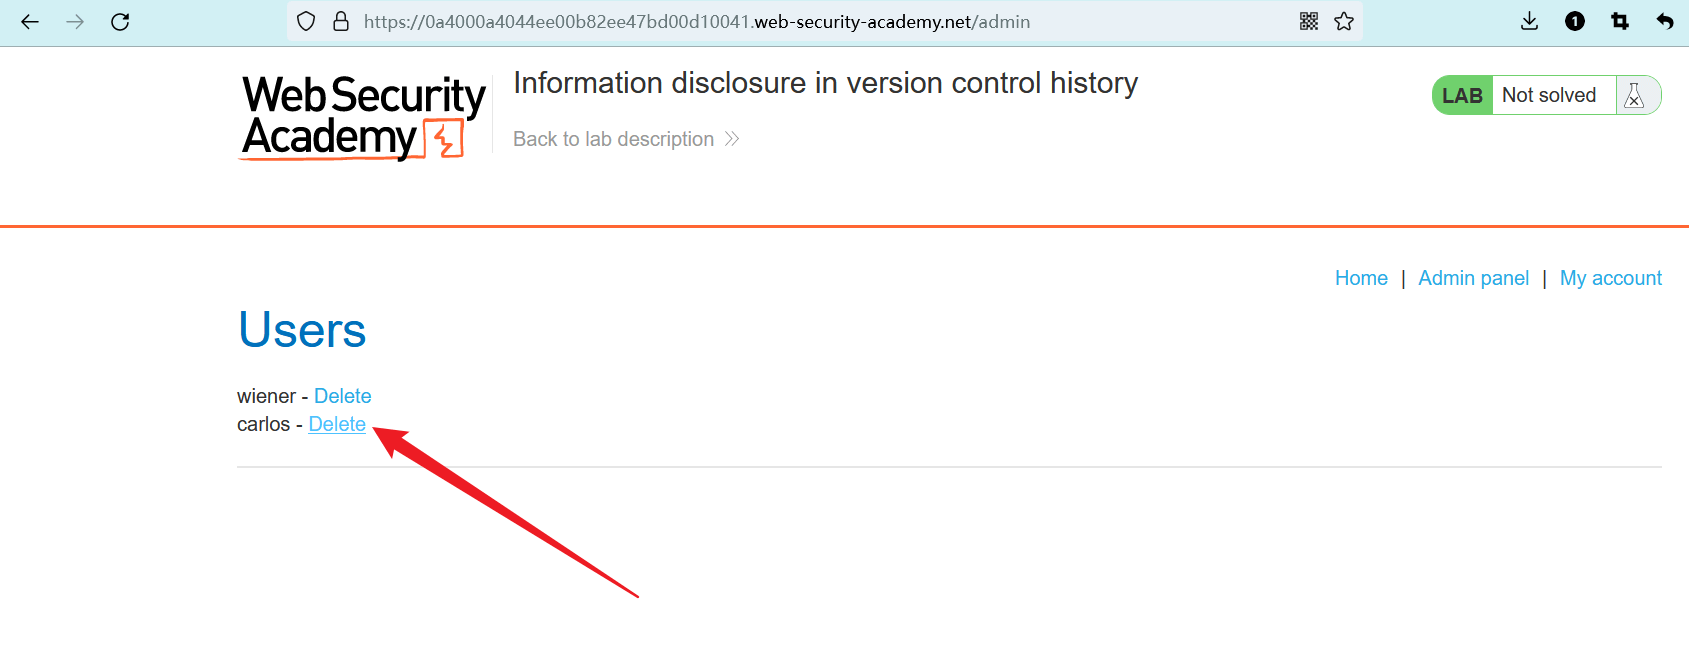 https://0a4000a4044ee00b82ee47bd00d10041.web-security-academy.net/admin
1
Web Security
Academy
Information disclosure in version control history
Back to lab description
LAB Not solved
Home | Admin panel | My account
Users
wiener - Delete
carlos - Delete